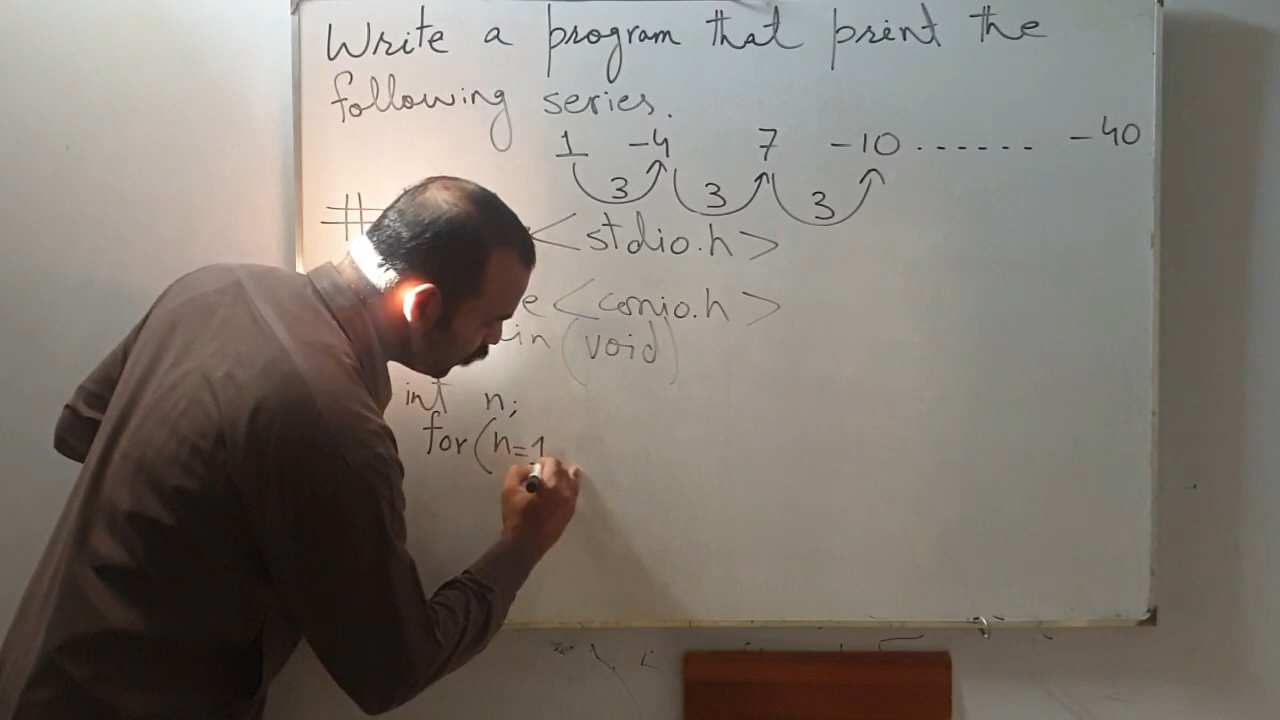 Write a program that print the
following series.
1 -4 7 -10 ...... -40
3 3 3
# <stdio.h>
e <conio.h>
in (void)
int n;
for (n=1